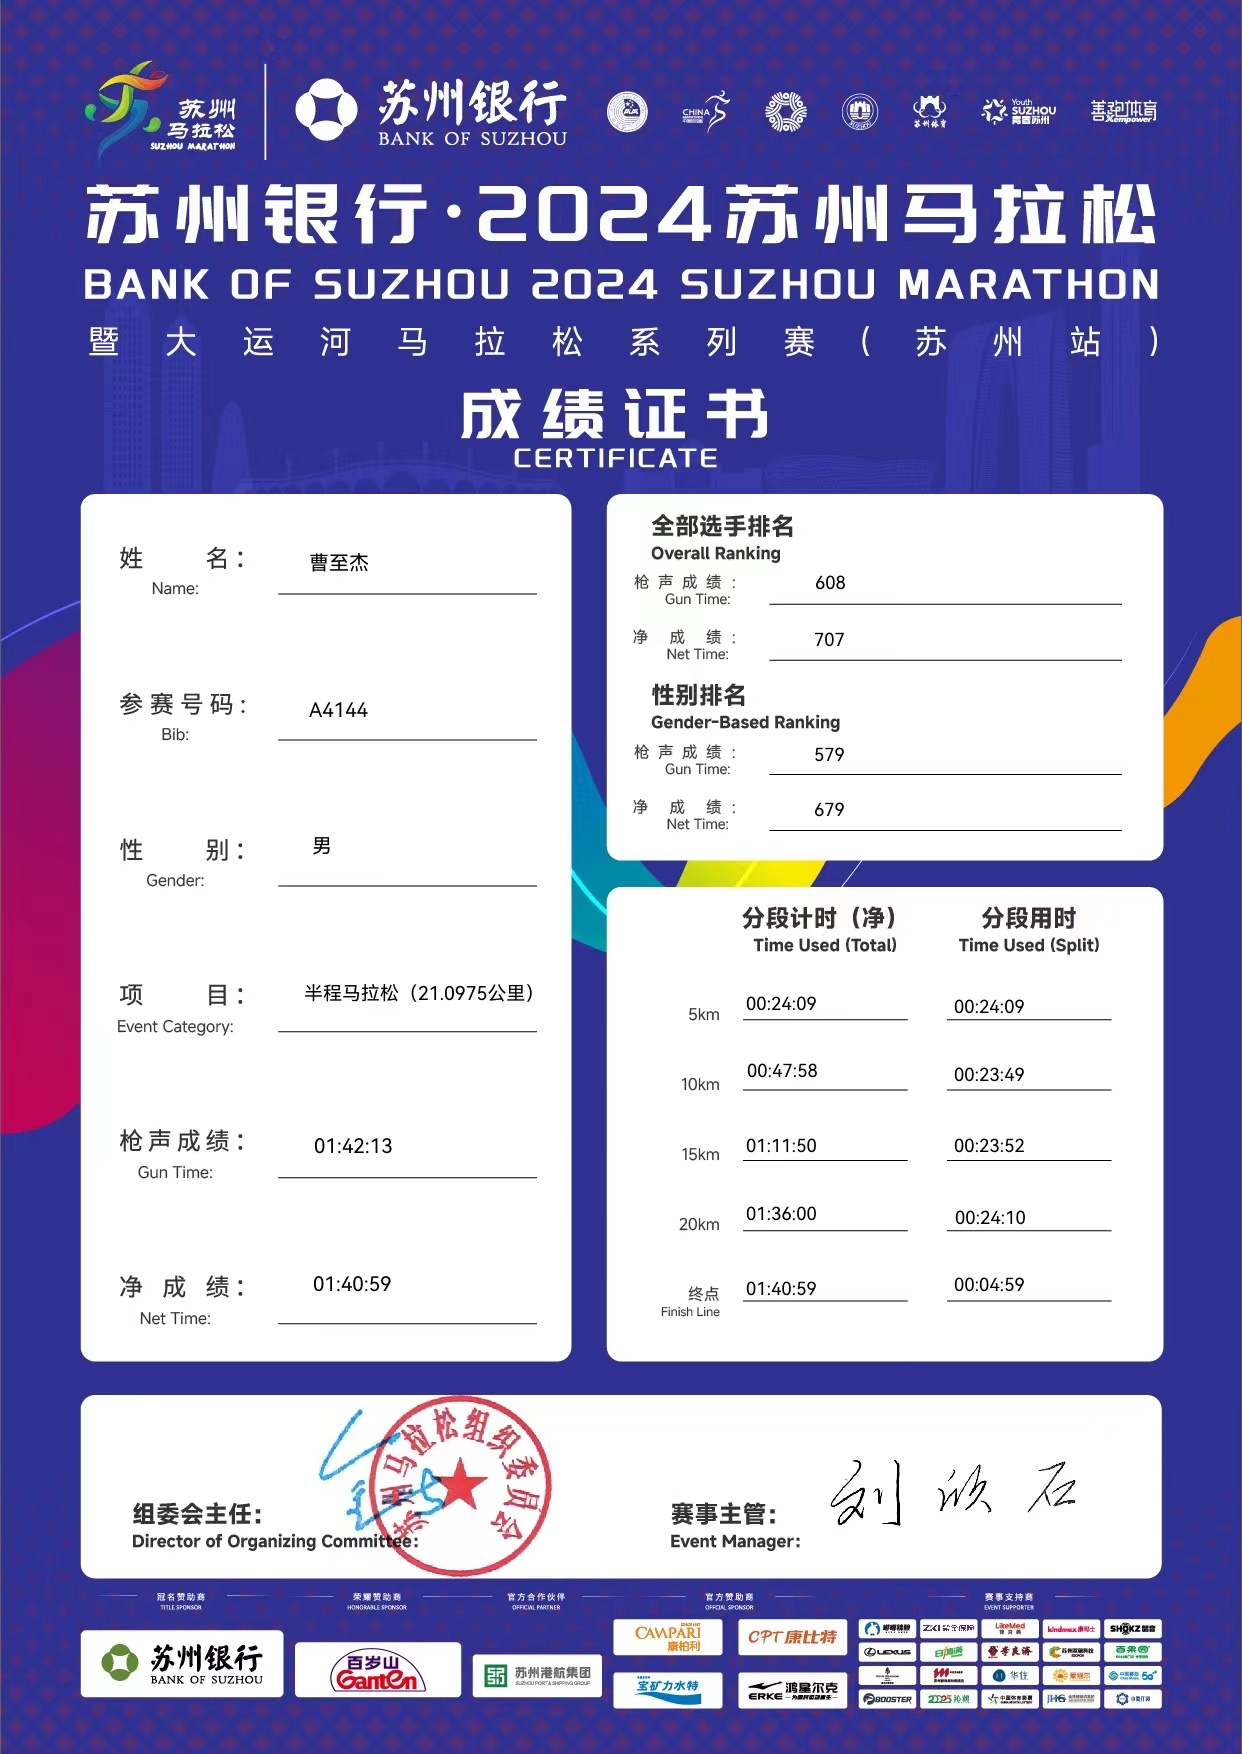 苏州
马拉松
SUZHOU MARATHON
苏州银行
BANK OF SUZHOU
CHINA
苏州体育
Youth
SUZHOU
青春苏州
善跑体育
Xempower
苏州银行·2024苏州马拉松
BANK OF SUZHOU 2024 SUZHOU MARATHON
暨大运河马拉松系列赛(苏州站)
成绩证书
CERTIFICATE
姓名: 曹至杰
Name:
参赛号码: A4144
Bib:
性别: 男
Gender:
项目: 半程马拉松（21.0975公里）
Event Category:
枪声成绩: 01:42:13
Gun Time:
净成绩: 01:40:59
Net Time:
全部选手排名
Overall Ranking
枪声成绩: 608
Gun Time:
净成绩: 707
Net Time:
性别排名
Gender-Based Ranking
枪声成绩: 579
Gun Time:
净成绩: 679
Net Time:
分段计时（净） 分段用时
Time Used (Total) Time Used (Split)
5km 00:24:09 00:24:09
10km 00:47:58 00:23:49
15km 01:11:50 00:23:52
20km 01:36:00 00:24:10
终点 01:40:59 00:04:59
Finish Line
苏州马拉松组织委员会
组委会主任:
Director of Organizing Committee:
赛事主管: 刘欣石
Event Manager:
冠名赞助商 荣耀赞助商 官方合作伙伴 官方赞助商 赛事支持商
TITLE SPONSOR HONORABLE SPONSOR OFFICIAL PARTNER OFFICIAL SPONSOR EVENT SUPPORTER
苏州银行
BANK OF SUZHOU
百岁山
Ganten
苏州港航集团
SUZHOU PORT & SHIPPING GROUP
CAMPARI
康柏利
CPT 康比特
宝矿力水特
ERKE 鸿星尔克
LikeMed
kindmax
SHOKZ 韶音
LEXUS
李良济
百果园
华住
BOOSTER